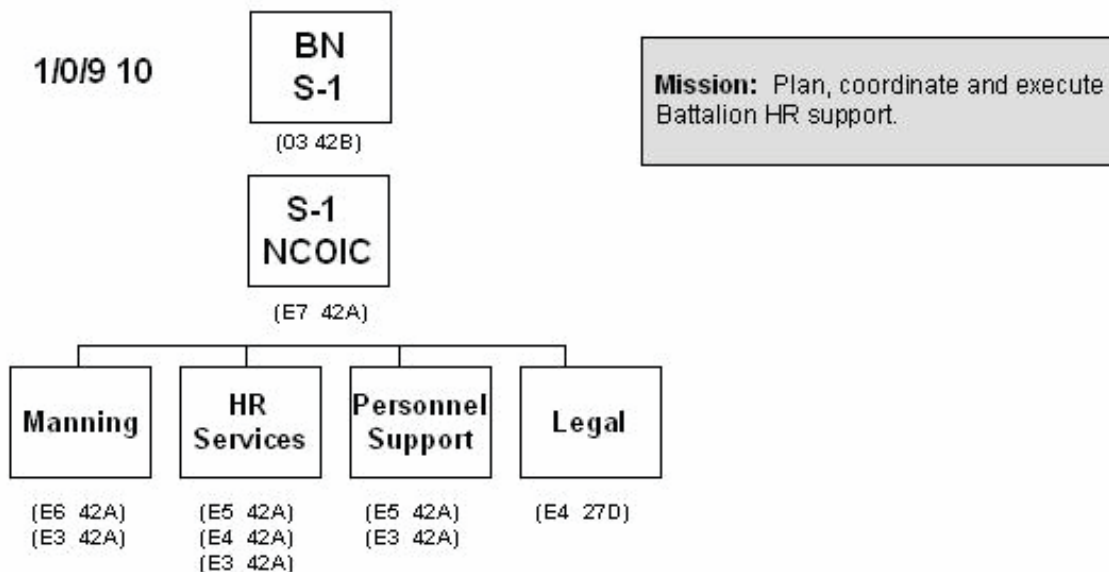 1/0/9 10
BN
S-1
(03 42B)
Mission: Plan, coordinate and execute
Battalion HR support.
S-1
NCOIC
(E7 42A)
Manning
(E6 42A)
(E3 42A)
HR
Services
(E5 42A)
(E4 42A)
(E3 42A)
Personnel
Support
(E5 42A)
(E3 42A)
Legal
(E4 27D)